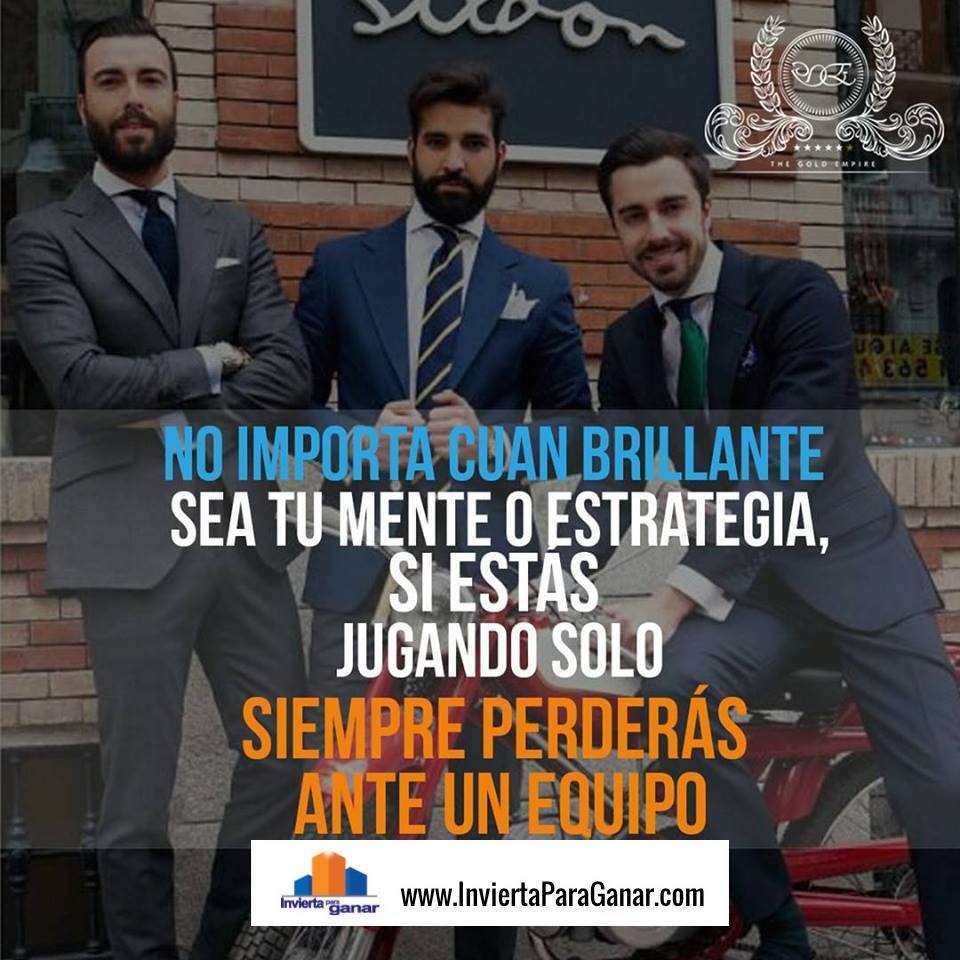 Silbon
THE GOLD EMPIRE
NO IMPORTA CUAN BRILLANTE
SEA TU MENTE O ESTRATEGIA,
SI ESTÁS
JUGANDO SOLO
SIEMPRE PERDERÁS
ANTE UN EQUIPO
Invierta para
ganar
www.InviertaParaGanar.com